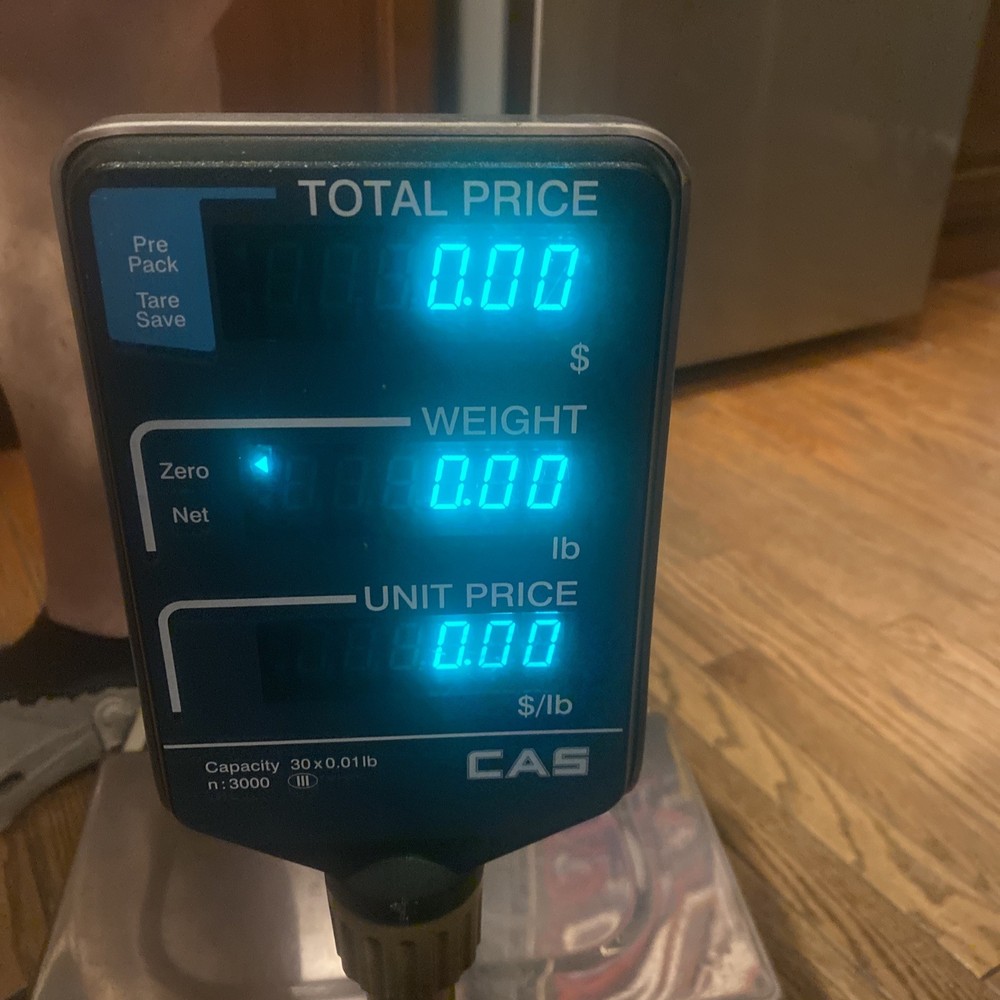 TOTAL PRICE
Pre
Pack
0.00
Tare
Save
$
WEIGHT
Zero
0.00
Net
lb
UNIT PRICE
0.00
$/lb
Capacity 30x0.01lb
n:3000 III
CAS